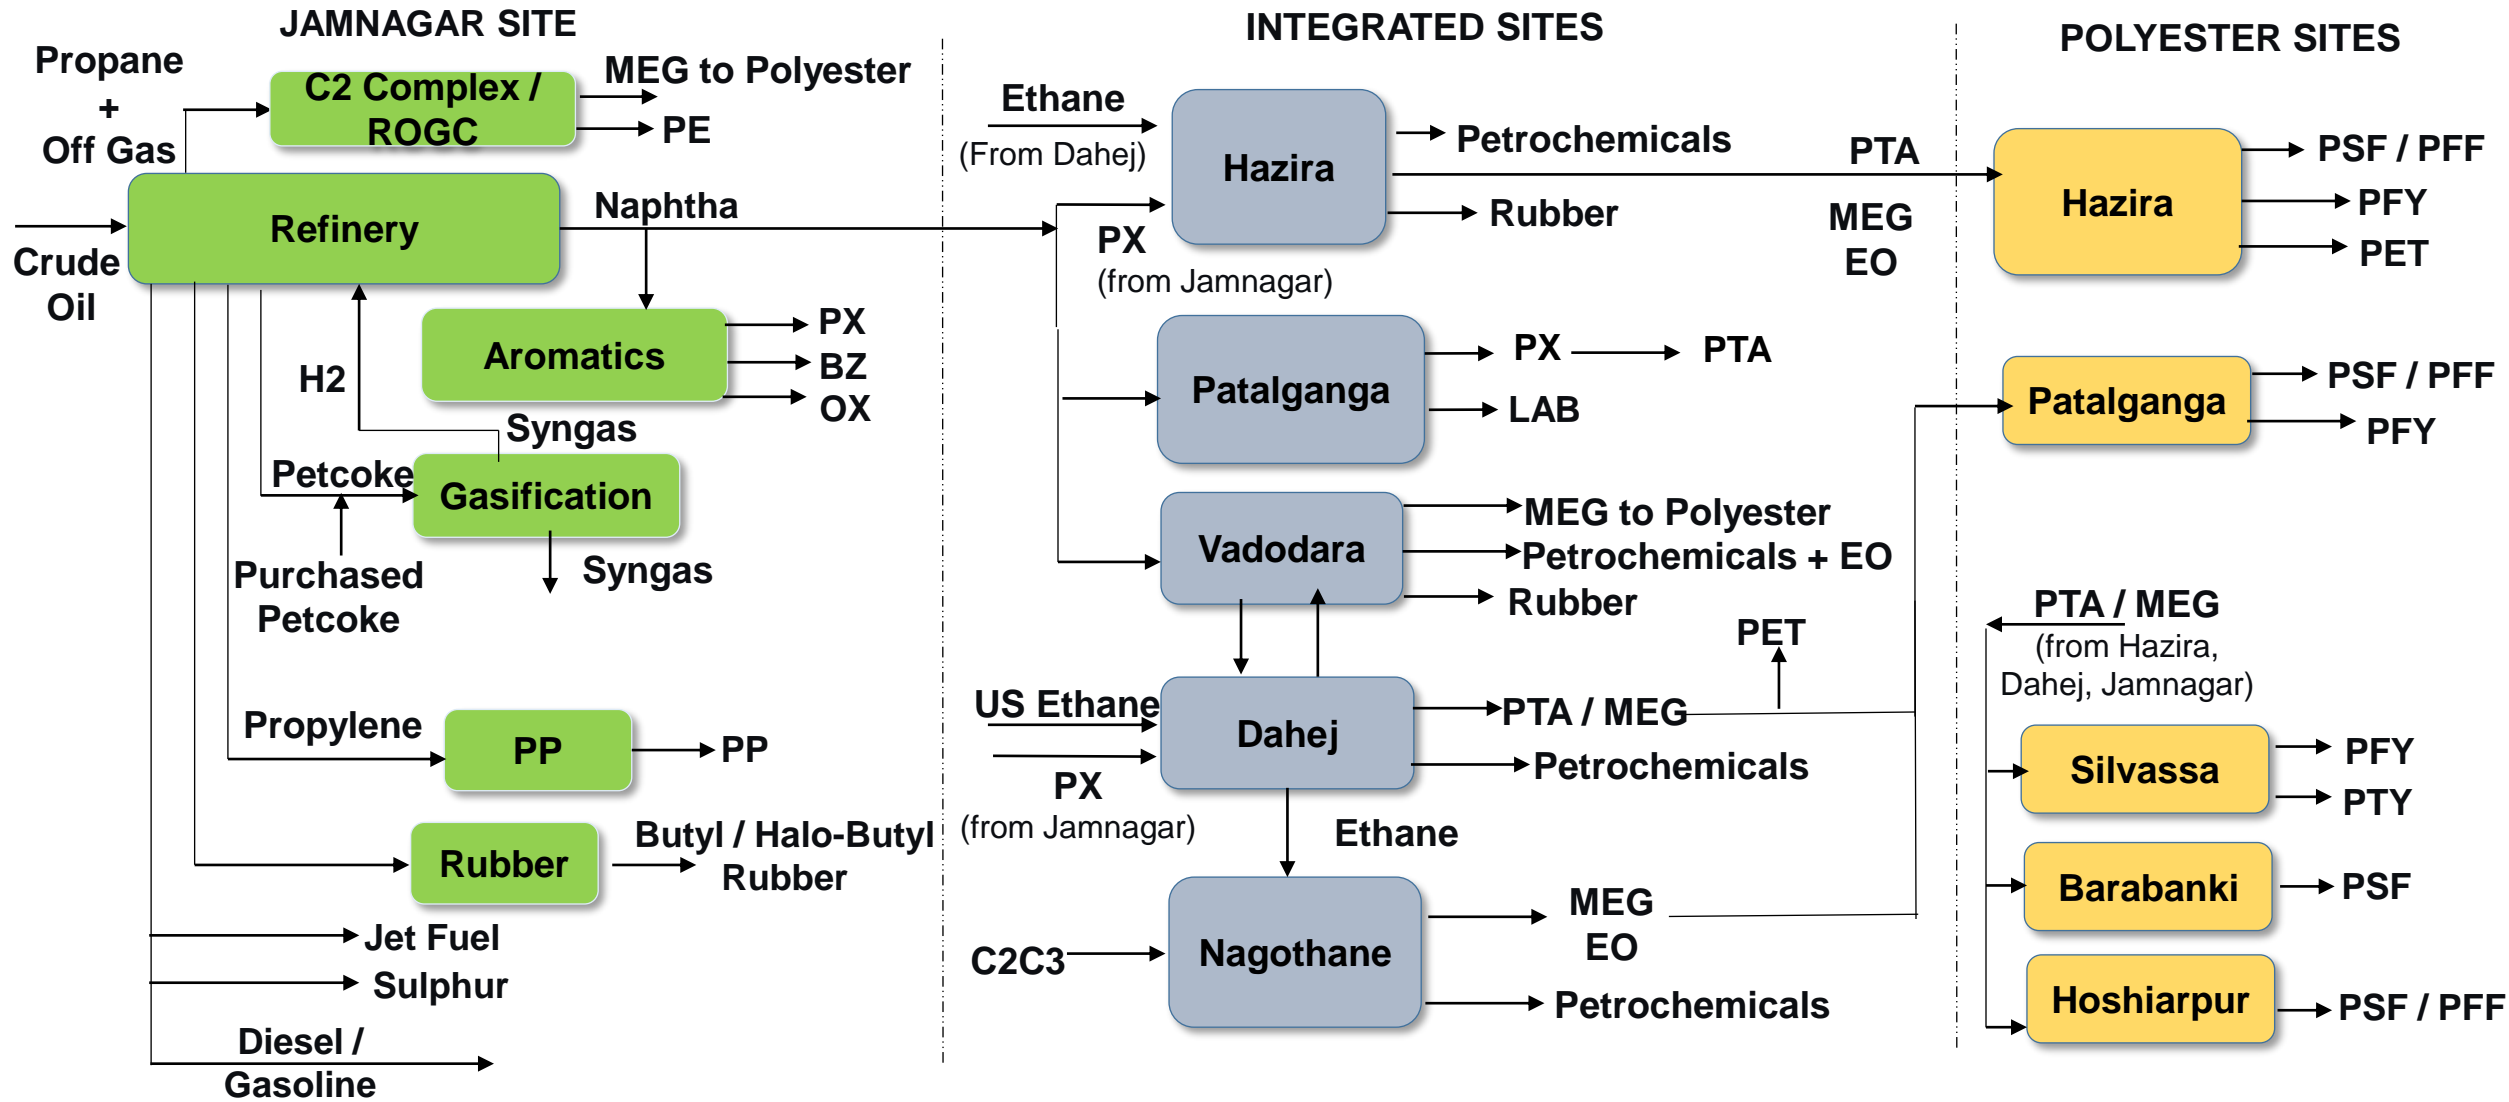 JAMNAGAR SITE
Propane
+
Off Gas
C2 Complex /
ROGC
MEG to Polyester
PE
Refinery
Naphtha
Crude
Oil
Aromatics
PX
BZ
OX
H2
Syngas
Petcoke
Gasification
Purchased
Petcoke
Syngas
Propylene
PP
PP
Rubber
Butyl / Halo-Butyl
Rubber
Jet Fuel
Sulphur
Diesel /
Gasoline
INTEGRATED SITES
Ethane
(From Dahej)
Hazira
Petrochemicals
Rubber
PTA
MEG
EO
PX
(from Jamnagar)
Patalganga
PX
PTA
LAB
Vadodara
MEG to Polyester
Petrochemicals + EO
Rubber
PET
US Ethane
Dahej
PTA / MEG
Petrochemicals
PX
(from Jamnagar)
Ethane
C2C3
Nagothane
MEG
EO
Petrochemicals
POLYESTER SITES
Hazira
PSF / PFF
PFY
PET
Patalganga
PSF / PFF
PFY
PTA / MEG
(from Hazira,
Dahej, Jamnagar)
Silvassa
PFY
PTY
Barabanki
PSF
Hoshiarpur
PSF / PFF